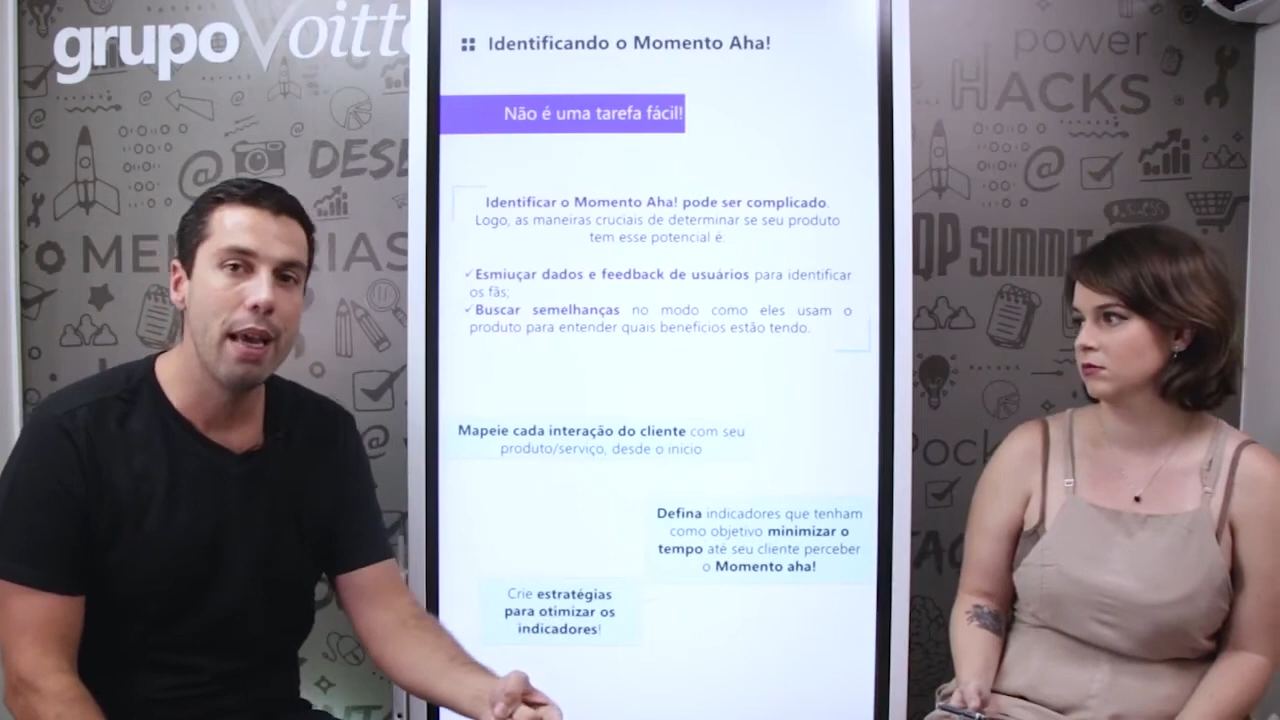 grupo Voitto
Identificando o Momento Aha!
Não é uma tarefa fácil!
Identificar o Momento Aha! pode ser complicado.
Logo, as maneiras cruciais de determinar se seu produto
tem esse potencial é:
✓Esmiuçar dados e feedback de usuários para identificar
os fãs;
✓Buscar semelhanças no modo como eles usam o
produto para entender quais benefícios estão tendo.
Mapeie cada interação do cliente com seu
produto/serviço, desde o inicio
Defina indicadores que tenham
como objetivo minimizar o
tempo até seu cliente perceber
o Momento aha!
Crie estratégias
para otimizar os
indicadores!
power
HACKS
DESE
@
@
SUCCESS
QP SUMMIT
Pock